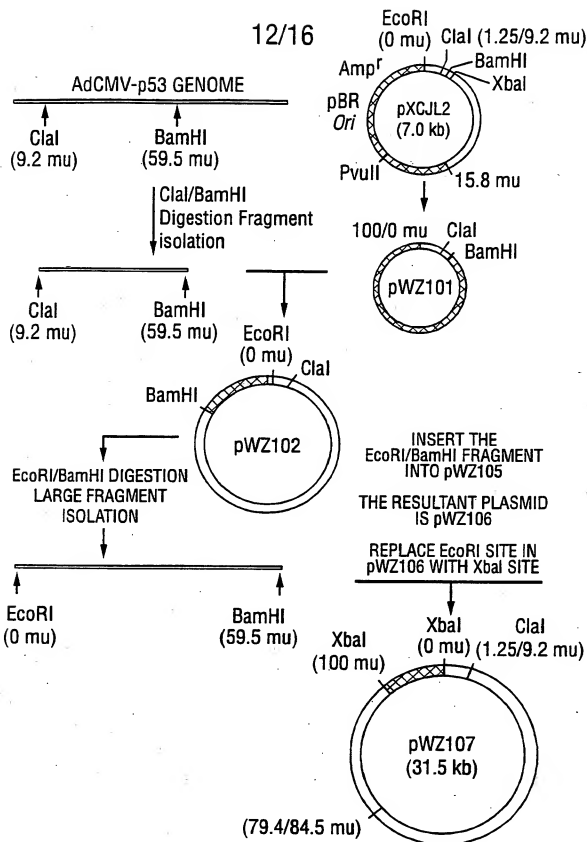 12/16
AdCMV-p53 GENOME
ClaI
(9.2 mu)
BamHI
(59.5 mu)
ClaI/BamHI
Digestion Fragment
isolation
ClaI
(9.2 mu)
BamHI
(59.5 mu)
EcoRI
(0 mu)
ClaI (1.25/9.2 mu)
BamHI
XbaI
Ampr
pBR
Ori
pXCJL2
(7.0 kb)
PvuII
15.8 mu
100/0 mu
ClaI
BamHI
pWZ101
EcoRI
(0 mu)
ClaI
BamHI
pWZ102
EcoRI/BamHI DIGESTION
LARGE FRAGMENT
ISOLATION
EcoRI
(0 mu)
BamHI
(59.5 mu)
INSERT THE
EcoRI/BamHI FRAGMENT
INTO pWZ105
THE RESULTANT PLASMID
IS pWZ106
REPLACE EcoRI SITE IN
pWZ106 WITH XbaI SITE
XbaI
(100 mu)
XbaI
(0 mu)
ClaI
(1.25/9.2 mu)
pWZ107
(31.5 kb)
(79.4/84.5 mu)